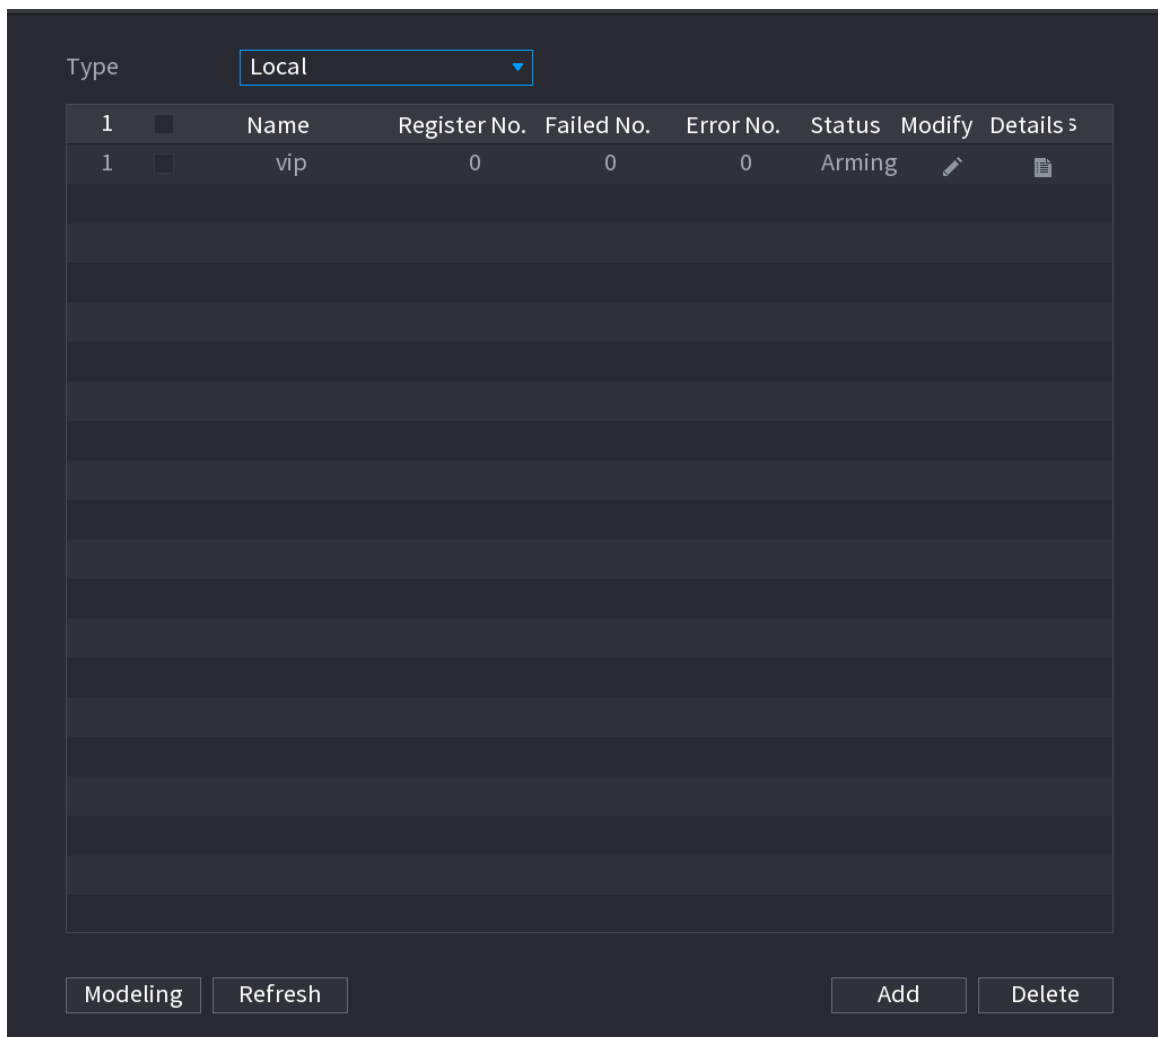 Type Local
1 Name Register No. Failed No. Error No. Status Modify Details s
1 vip 0 0 0 Arming
Modeling Refresh Add Delete